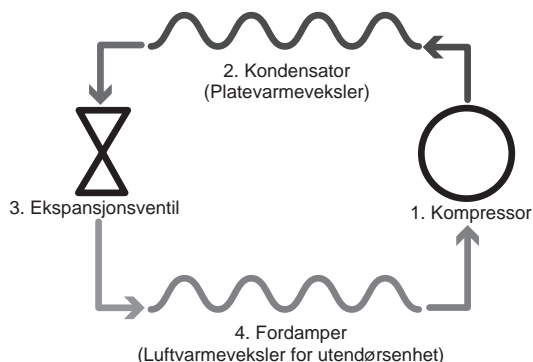 2. Kondensator
(Platevarmeveksler)
3. Ekspansjonsventil
1. Kompressor
4. Fordamper
(Luftvarmeveksler for utendørsenhet)